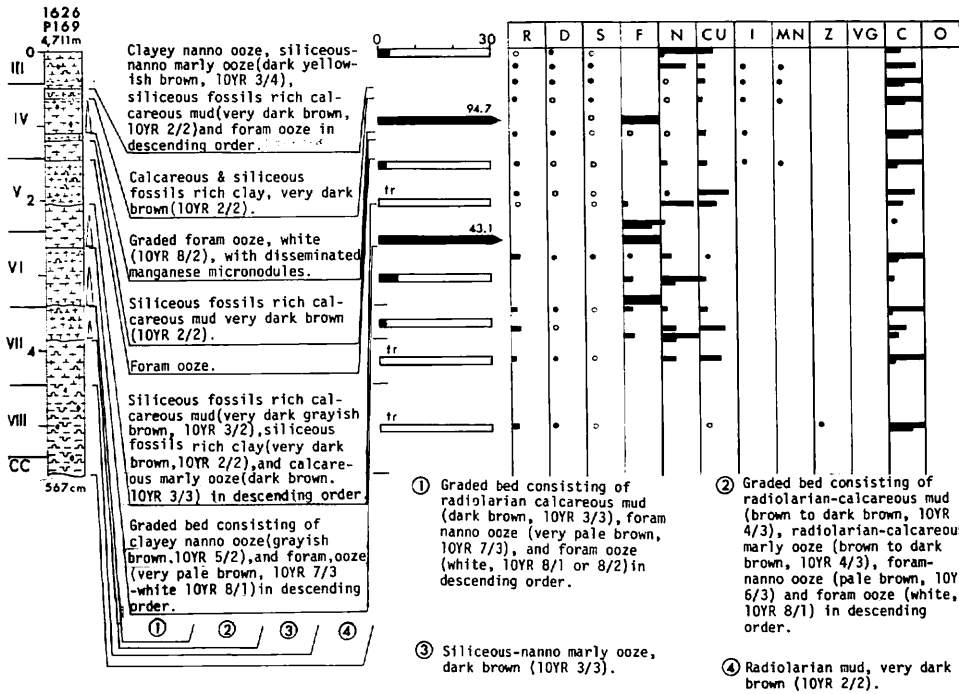 1626
P169
4,711m
0
III
IV
V
2
VI
VII
4
VIII
CC
567cm
Clayey nanno ooze, siliceous-
nanno marly ooze(dark yellow-
ish brown, 10YR 3/4),
siliceous fossils rich cal-
careous mud(very dark brown,
10YR 2/2)and foram ooze in
descending order.
Calcareous & siliceous
fossils rich clay, very dark
brown(10YR 2/2).
Graded foram ooze, white
(10YR 8/2), with disseminated
manganese micronodules.
Siliceous fossils rich cal-
careous mud very dark brown
(10YR 2/2).
Foram ooze.
Siliceous fossils rich cal-
careous mud(very dark grayish
brown, 10YR 3/2),siliceous
fossils rich clay(very dark
brown,10YR 2/2),and calcare-
ous marly ooze(dark brown.
10YR 3/3) in descending order.
Graded bed consisting of
clayey nanno ooze(grayish
brown,10YR 5/2),and foram,ooze
(very pale brown, 10YR 7/3
-white 10YR 8/1)in descending
order.
① ② ③ ④
0 30
94.7
tr
43.1
tr
tr
R D S F N CU I MN Z VG C O
① Graded bed consisting of
radiolarian calcareous mud
(dark brown, 10YR 3/3), foram
nanno ooze (very pale brown,
10YR 7/3), and foram ooze
(white, 10YR 8/1 or 8/2)in
descending order.
③ Siliceous-nanno marly ooze,
dark brown (10YR 3/3).
② Graded bed consisting of
radiolarian-calcareous mud
(brown to dark brown, 10YR
4/3), radiolarian-calcareous
marly ooze (brown to dark
brown, 10YR 4/3), foram-
nanno ooze (pale brown, 10Y
6/3) and foram ooze (white,
10YR 8/1) in descending
order.
④ Radiolarian mud, very dark
brown (10YR 2/2).